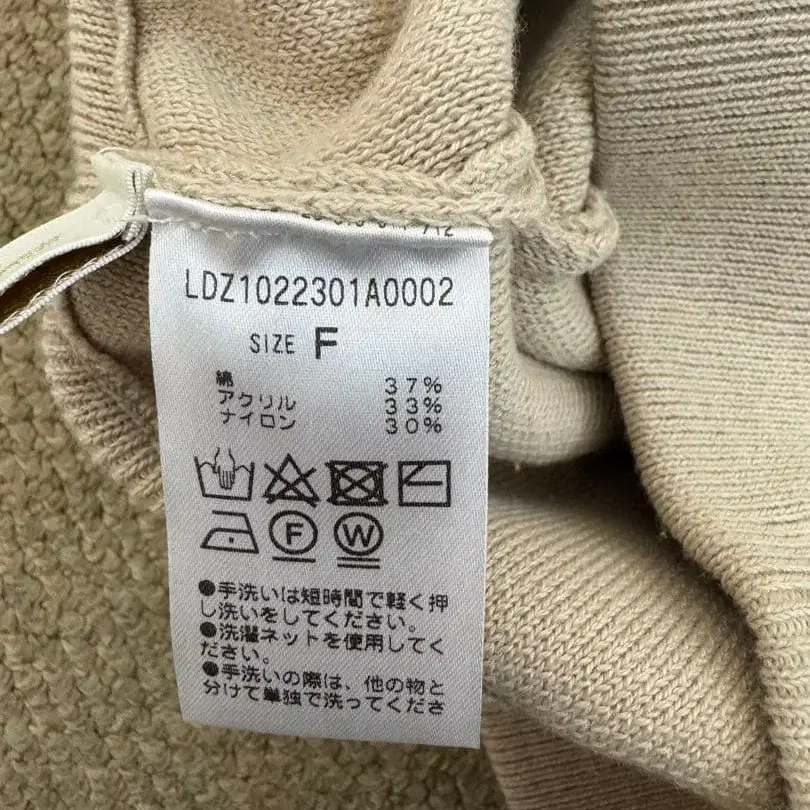 LDZ1022301A0002
SIZE F
綿 37%
アクリル 33%
ナイロン 30%
F W
●手洗いは短時間で軽く押
し洗いをしてください。
●洗濯ネットを使用してく
ださい。
●手洗いの際は、他の物と
分けて単独で洗ってくださ